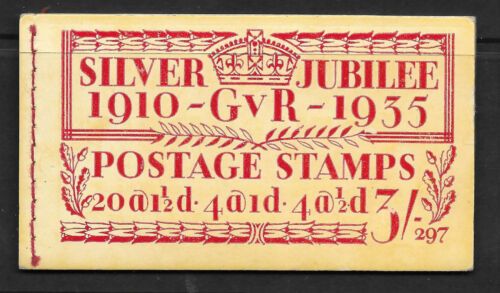 SILVER JUBILEE
1910 - GVR - 1935
POSTAGE STAMPS
20@1½d · 4@1d · 4@½d 3/-
297